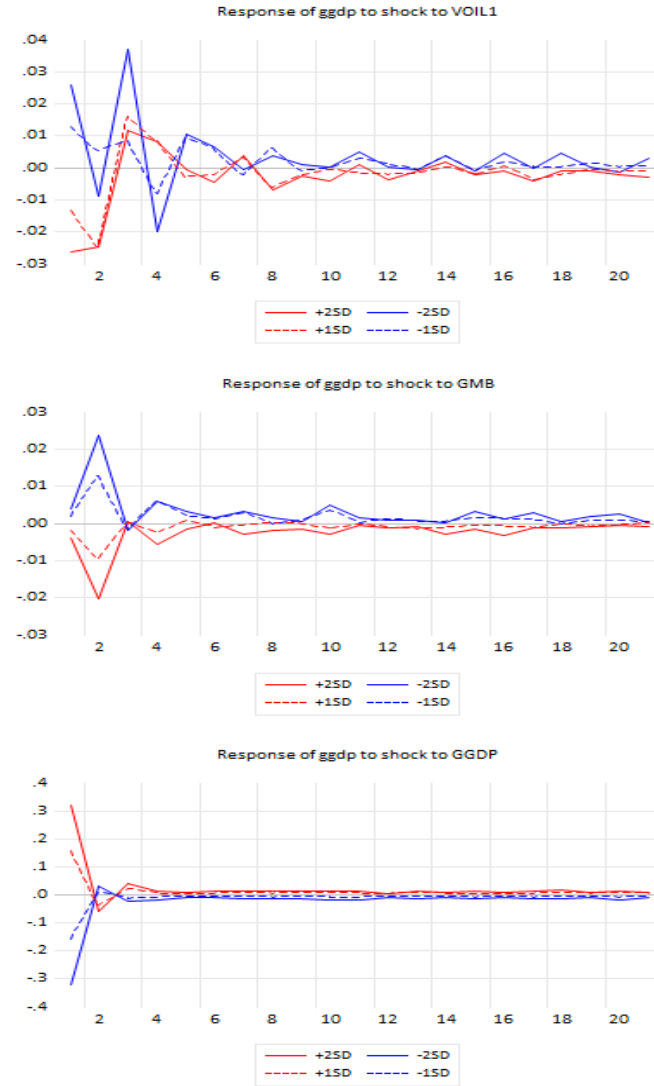 Response of ggdp to shock to VOIL1
.04
.03
.02
.01
.00
-.01
-.02
-.03
2 4 6 8 10 12 14 16 18 20
+2SD -2SD
+1SD -1SD
Response of ggdp to shock to GMB
.03
.02
.01
.00
-.01
-.02
-.03
2 4 6 8 10 12 14 16 18 20
+2SD -2SD
+1SD -1SD
Response of ggdp to shock to GGDP
.4
.3
.2
.1
.0
-.1
-.2
-.3
-.4
2 4 6 8 10 12 14 16 18 20
+2SD -2SD
+1SD -1SD